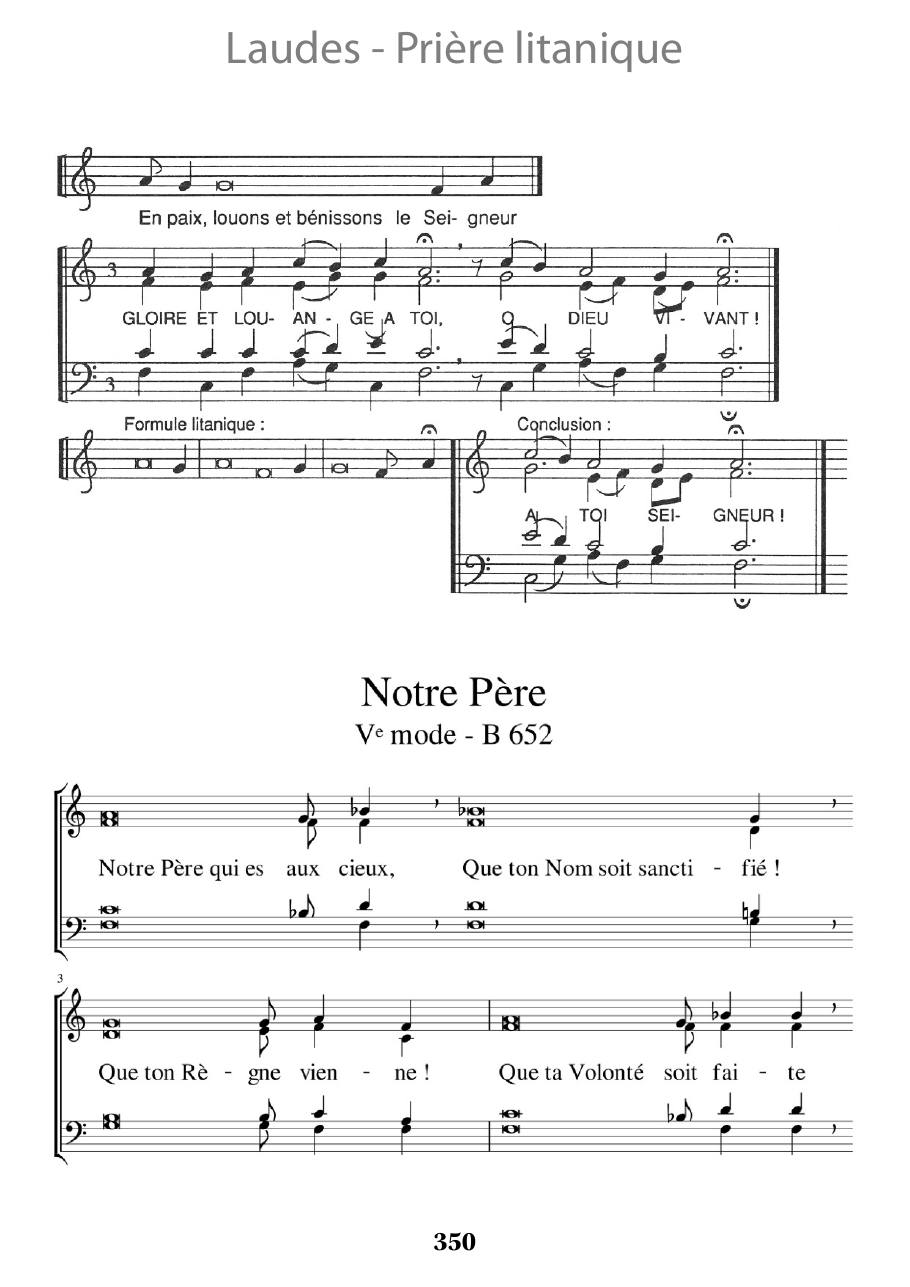 Laudes - Prière litanique
En paix, louons et bénissons le Sei- gneur
3
GLOIRE ET LOU- AN - GE A TOI, O DIEU VI - VANT !
3
Formule litanique : Conclusion :
A TOI SEI- GNEUR !
Notre Père
Ve mode - B 652
Notre Père qui es aux cieux, Que ton Nom soit sancti - fié !
3
Que ton Rè - gne vien - ne ! Que ta Volonté soit fai - te
350